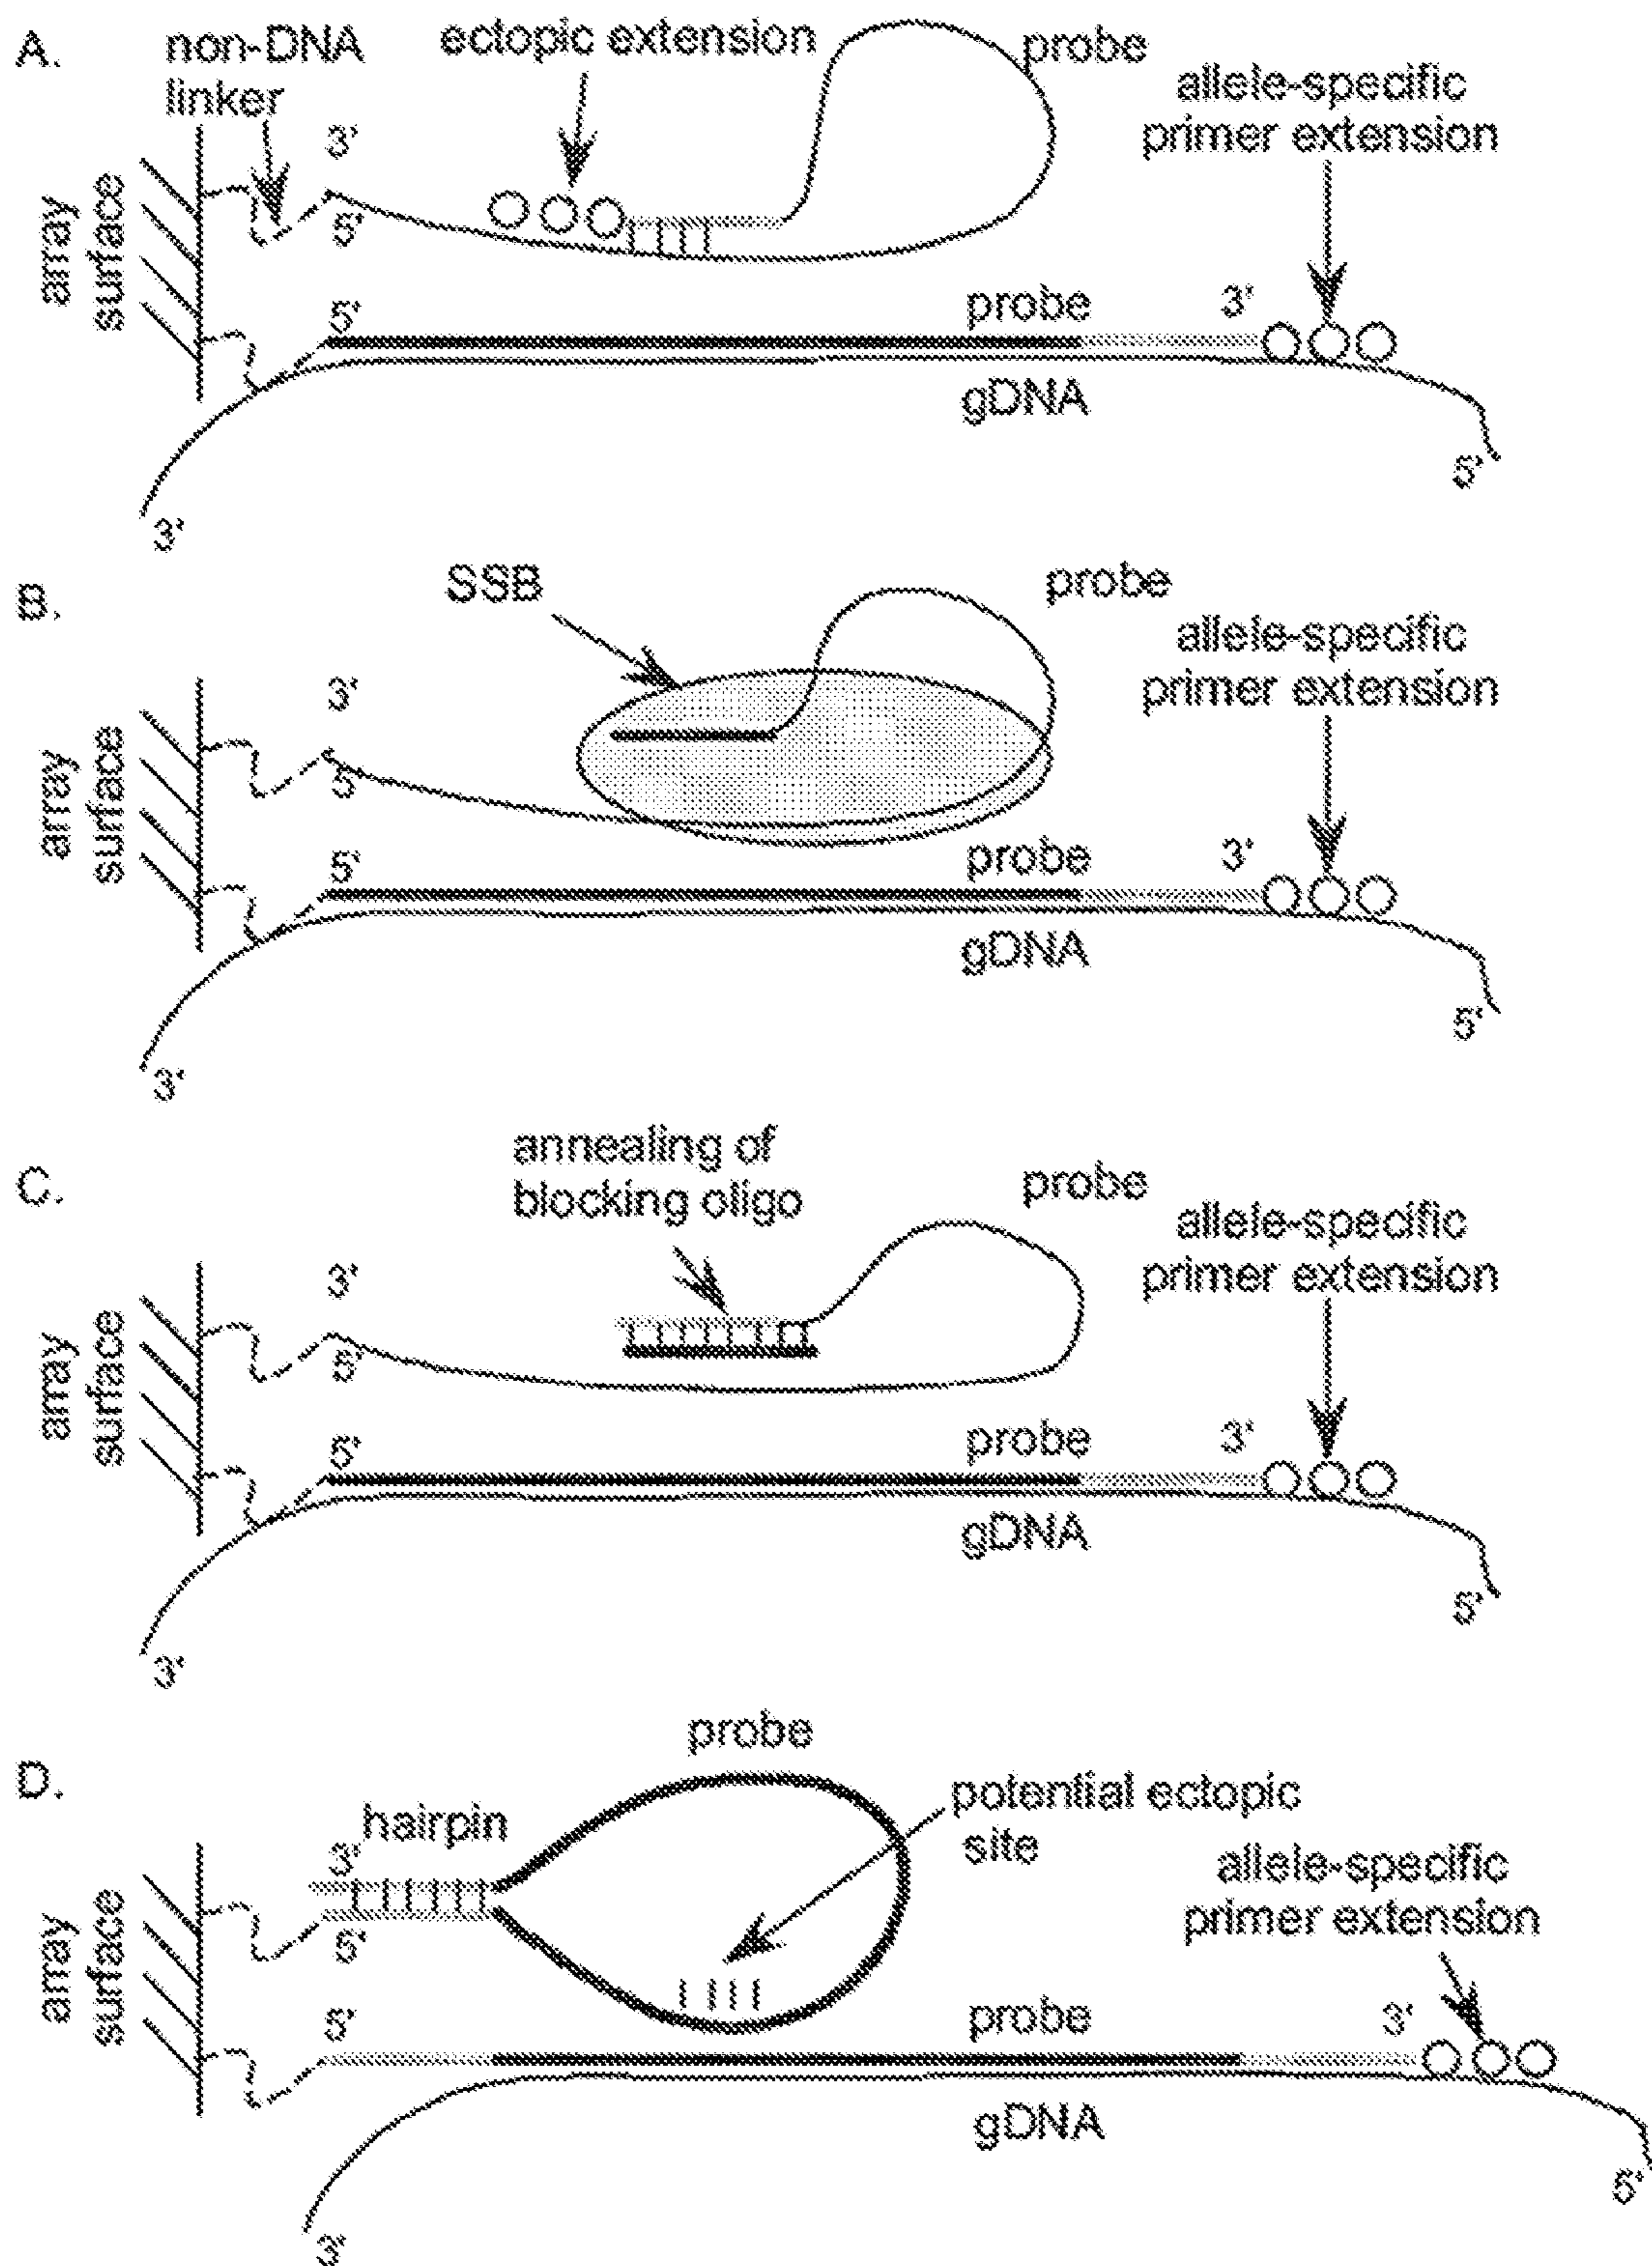 A.
non-DNA
linker
ectopic extension
probe
allele-specific
primer extension
array
surface
3'
5'
5'
probe
3'
gDNA
5'
3'
B.
SSB
probe
allele-specific
primer extension
array
surface
3'
5'
5'
probe
3'
gDNA
5'
3'
C.
annealing of
blocking oligo
probe
allele-specific
primer extension
array
surface
3'
5'
5'
probe
3'
gDNA
5'
3'
D.
probe
hairpin
potential ectopic
site
allele-specific
primer extension
array
surface
3'
5'
5'
probe
3'
gDNA
5'
3'